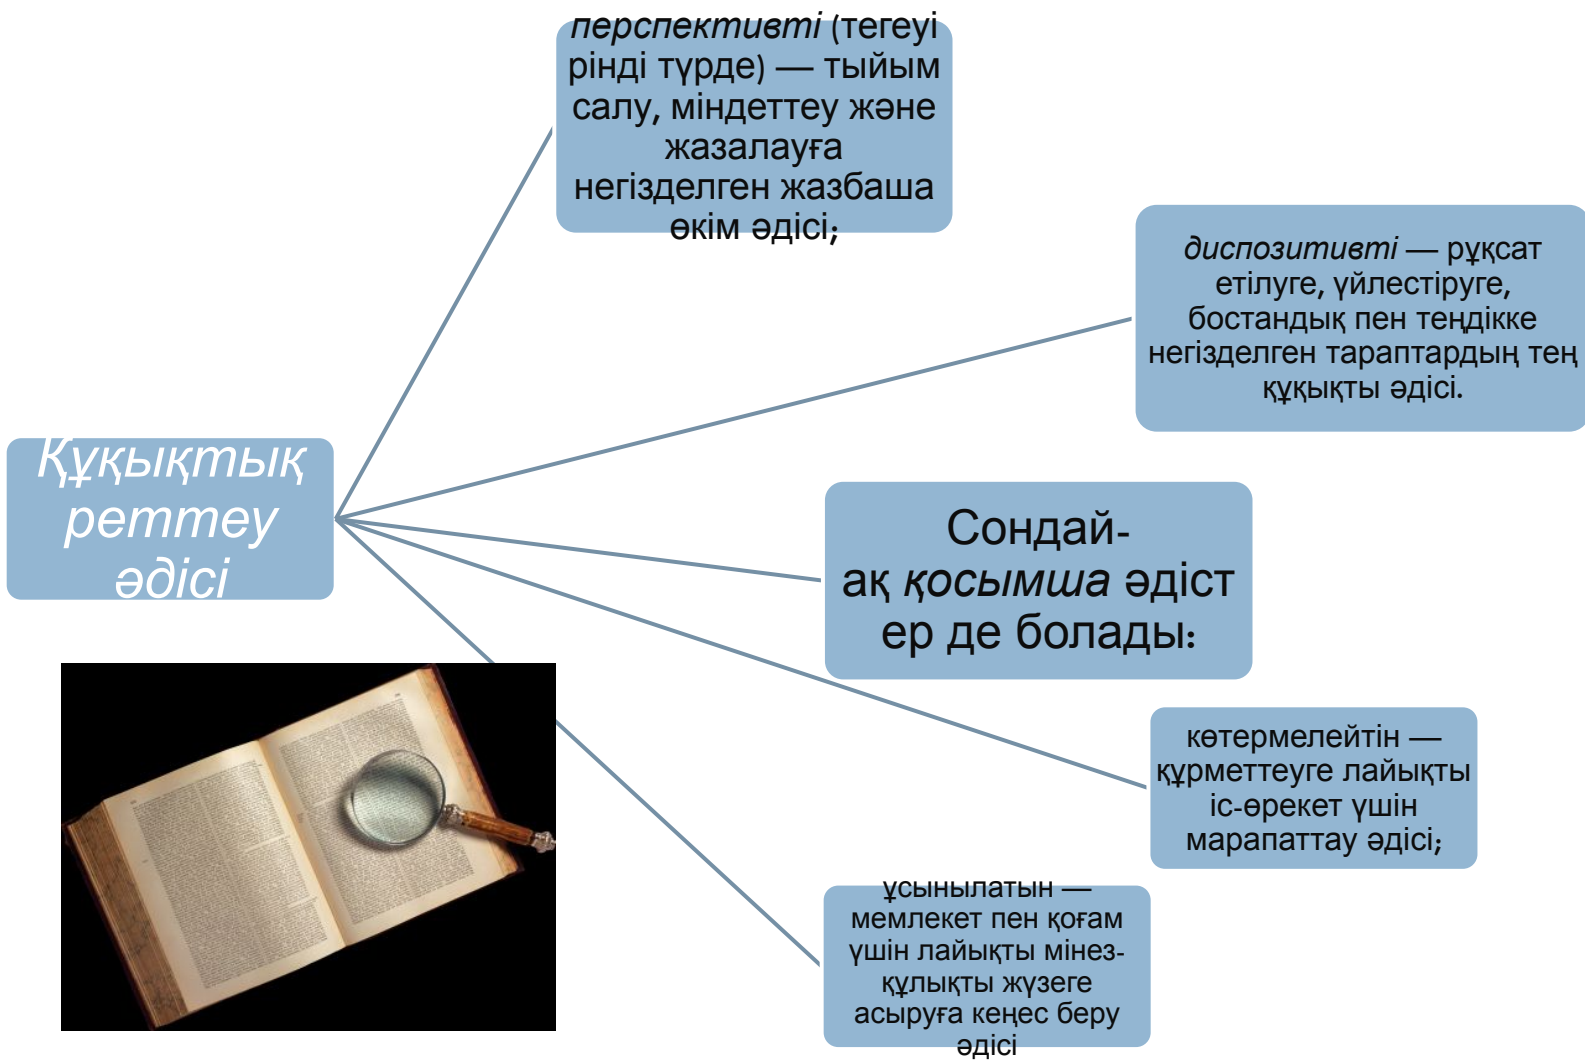 Құқықтық
реттеу
әдісі
перспективті (тегеуі
рінді түрде) — тыйым
салу, міндеттеу және
жазалауға
негізделген жазбаша
өкім әдісі;
диспозитивті — рұқсат
етілуге, үйлестіруге,
бостандық пен теңдікке
негізделген тараптардың тең
құқықты әдісі.
Сондай-
ақ қосымша әдіст
ер де болады:
көтермелейтін —
құрметтеуге лайықты
іс-өрекет үшін
марапаттау әдісі;
ұсынылатын —
мемлекет пен қоғам
үшін лайықты мінез-
құлықты жүзеге
асыруға кеңес беру
әдісі